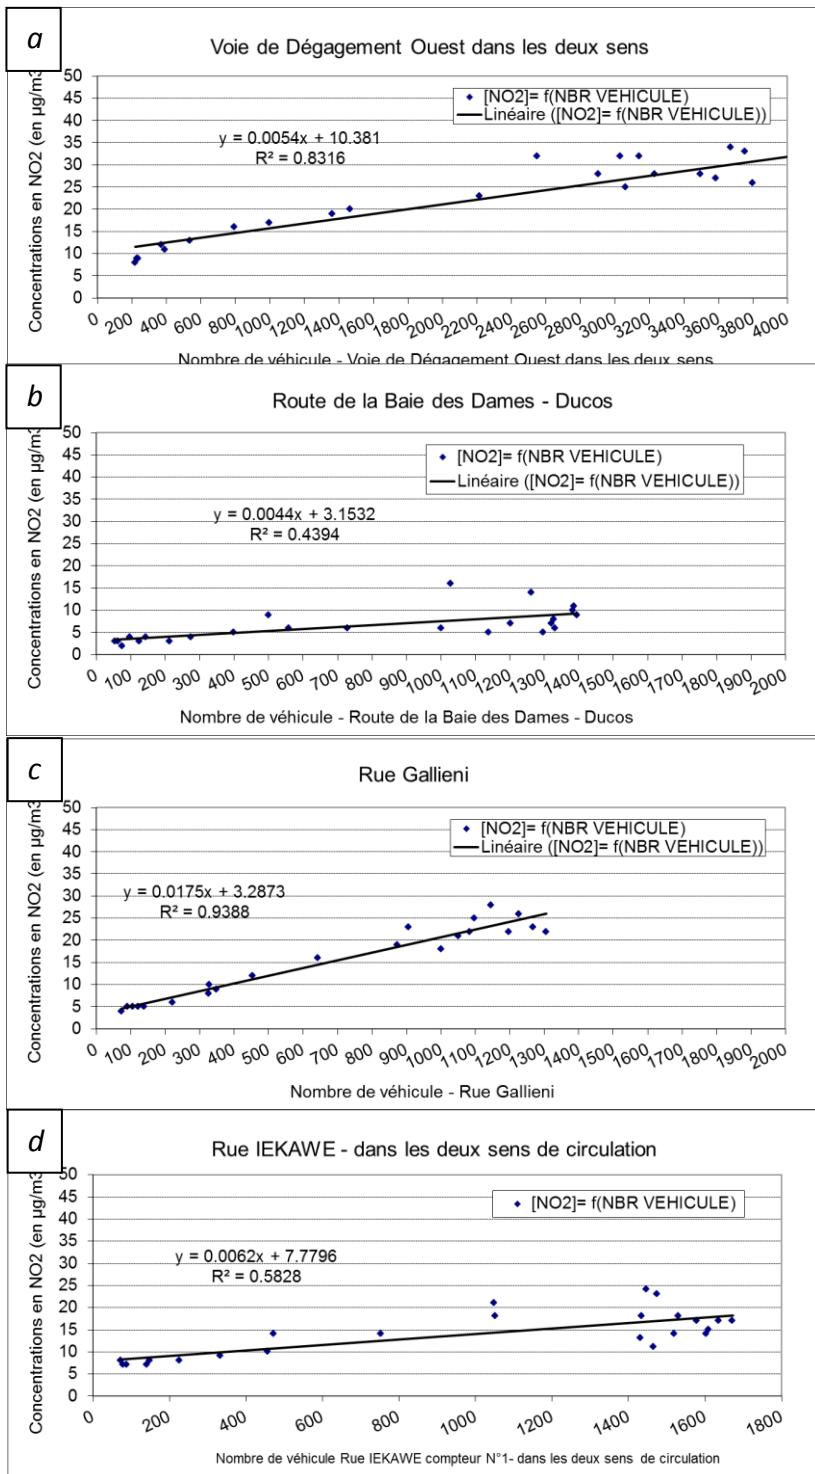 a
Voie de Dégagement Ouest dans les deux sens
Concentrations en NO2 (en µg/m3
50
45
40
35
30
25
20
15
10
5
0
[NO2]= f(NBR VEHICULE)
Linéaire ([NO2]= f(NBR VEHICULE))
y = 0.0054x + 10.381
R² = 0.8316
0 200 400 600 800 1000 1200 1400 1600 1800 2000 2200 2400 2600 2800 3000 3200 3400 3600 3800 4000
Nombre de véhicule - Voie de Dégagement Ouest dans les deux sens
b
Route de la Baie des Dames - Ducos
Concentrations en NO2 (en µg/m3
50
45
40
35
30
25
20
15
10
5
0
[NO2]= f(NBR VEHICULE)
Linéaire ([NO2]= f(NBR VEHICULE))
y = 0.0044x + 3.1532
R² = 0.4394
0 100 200 300 400 500 600 700 800 900 1000 1100 1200 1300 1400 1500 1600 1700 1800 1900 2000
Nombre de véhicule - Route de la Baie des Dames - Ducos
c
Rue Gallieni
Concentrations en NO2 (en µg/m3
50
45
40
35
30
25
20
15
10
5
0
[NO2]= f(NBR VEHICULE)
Linéaire ([NO2]= f(NBR VEHICULE))
y = 0.0175x + 3.2873
R² = 0.9388
0 100 200 300 400 500 600 700 800 900 1000 1100 1200 1300 1400 1500 1600 1700 1800 1900 2000
Nombre de véhicule - Rue Gallieni
d
Rue IEKAWE - dans les deux sens de circulation
Concentrations en NO2 (en µg/m3
50
45
40
35
30
25
20
15
10
5
0
[NO2]= f(NBR VEHICULE)
y = 0.0062x + 7.7796
R² = 0.5828
0 200 400 600 800 1000 1200 1400 1600 1800
Nombre de véhicule Rue IEKAWE compteur N°1- dans les deux sens de circulation